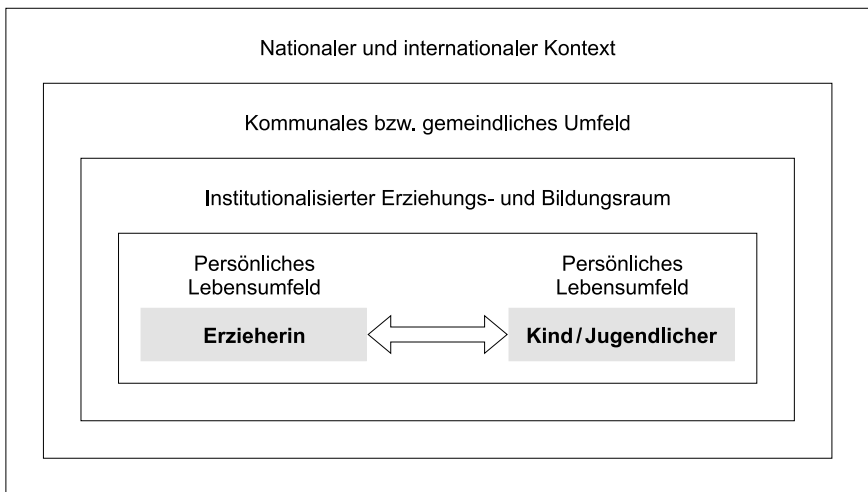 Nationaler und internationaler Kontext
Kommunales bzw. gemeindliches Umfeld
Institutionalisierter Erziehungs- und Bildungsraum
Persönliches
Lebensumfeld
Erzieherin
Persönliches
Lebensumfeld
Kind/Jugendlicher